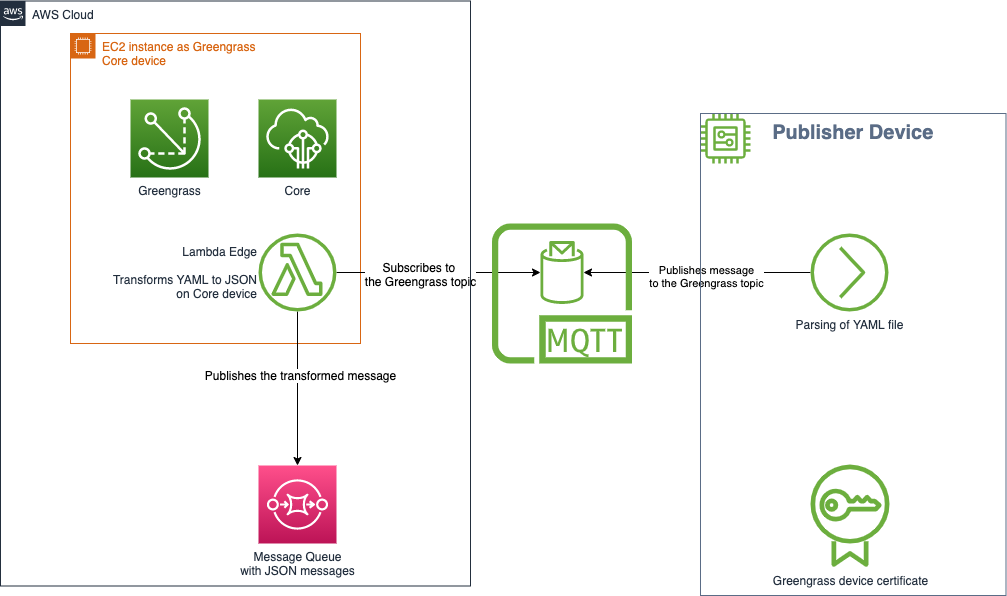 aws
AWS Cloud
EC2 instance as Greengrass
Core device
Greengrass
Core
Lambda Edge
Transforms YAML to JSON
on Core device
Subscribes to
the Greengrass topic
MQTT
Publisher Device
Publishes message
to the Greengrass topic
Parsing of YAML file
Publishes the transformed message
Message Queue
with JSON messages
Greengrass device certificate